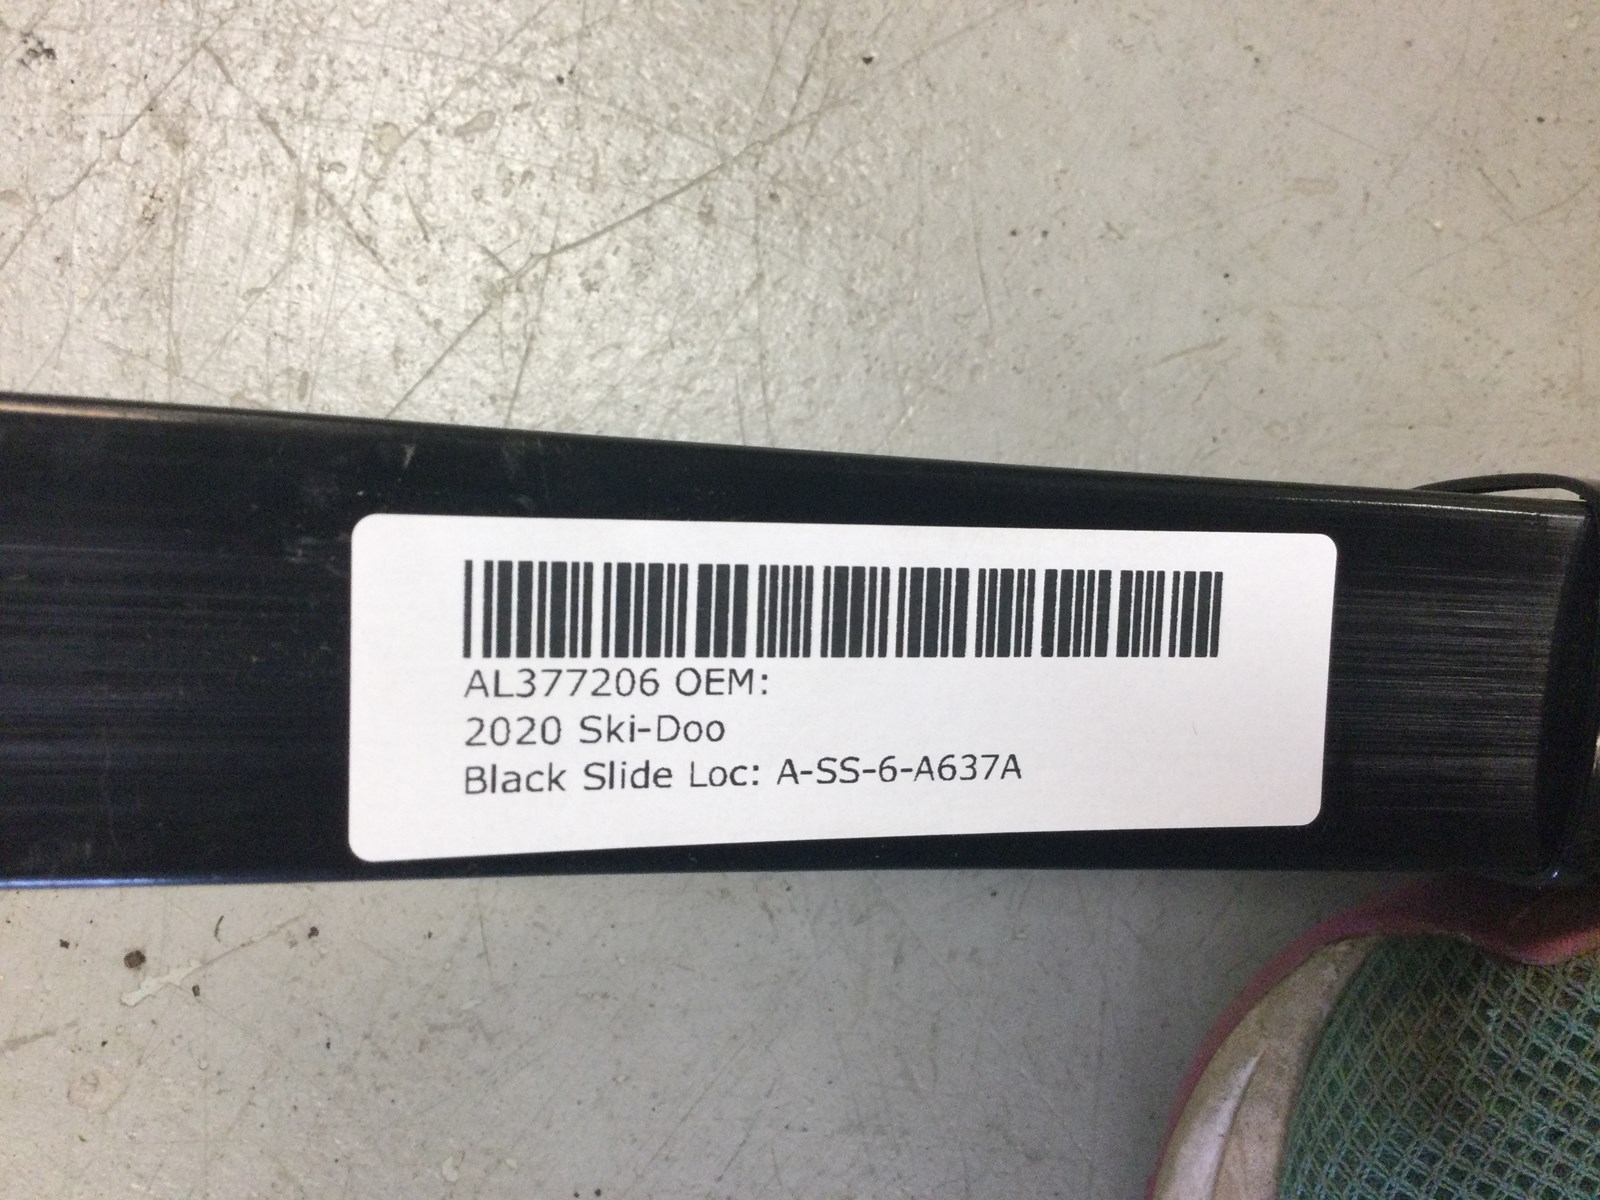 AL377206 OEM:
2020 Ski-Doo
Black Slide Loc: A-SS-6-A637A